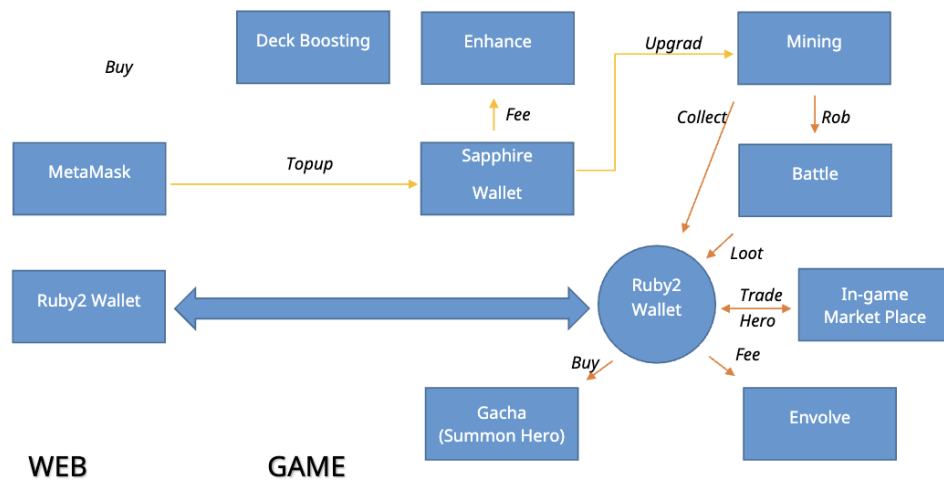 Deck Boosting
Enhance
Upgrad
Mining
Buy
Fee
Collect
Rob
MetaMask
Topup
Sapphire
Wallet
Battle
Loot
Ruby2 Wallet
Ruby2
Wallet
Trade
Hero
In-game
Market Place
Buy
Fee
Gacha
(Summon Hero)
Envolve
WEB
GAME